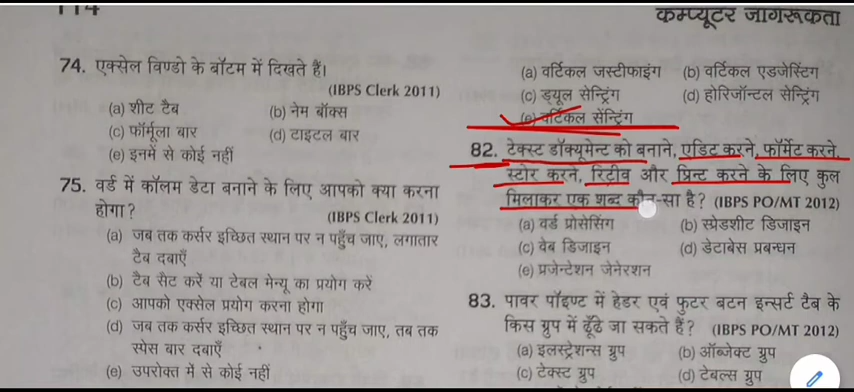 114
कम्प्यूटर जागरूकता
74. एक्सेल विण्डो के बॉटम में दिखते हैं।
(IBPS Clerk 2011)
(a) शीट टैब (b) नेम बॉक्स
(c) फॉर्मूला बार (d) टाइटल बार
(e) इनमें से कोई नहीं
75. वर्ड में कॉलम डेटा बनाने के लिए आपको क्या करना
होगा? (IBPS Clerk 2011)
(a) जब तक कर्सर इच्छित स्थान पर न पहुँच जाए, लगातार
टैब दबाएँ
(b) टैब सैट करें या टेबल मेन्यू का प्रयोग करें
(c) आपको एक्सेल प्रयोग करना होगा
(d) जब तक कर्सर इच्छित स्थान पर न पहुँच जाए, तब तक
स्पेस बार दबाएँ
(e) उपरोक्त में से कोई नहीं
(a) वर्टिकल जस्टीफाइंग (b) वर्टिकल एडजेस्टिंग
(c) ड्यूल सेन्ट्रिंग (d) होरिजॉन्टल सेन्ट्रिंग
(e) वर्टिकल सेंन्ट्रिंग
82. टेक्स्ट डॉक्यूमेन्ट को बनाने, एडिट करने, फॉर्मेट करने,
स्टोर करने, रिट्रीव और प्रिन्ट करने के लिए कुल
मिलाकर एक शब्द कौन-सा है? (IBPS PO/MT 2012)
(a) वर्ड प्रोसेसिंग (b) स्प्रेडशीट डिजाइन
(c) वेब डिजाइन (d) डेटाबेस प्रबन्धन
(e) प्रजेन्टेशन जेनेरशन
83. पावर पॉइण्ट में हेडर एवं फुटर बटन इन्सर्ट टैब के
किस ग्रुप में ढूँढे जा सकते हैं? (IBPS PO/MT 2012)
(a) इलस्ट्रेशन्स ग्रुप (b) ऑब्जेक्ट ग्रुप
(c) टेक्स्ट ग्रुप (d) टेबल्स ग्रुप